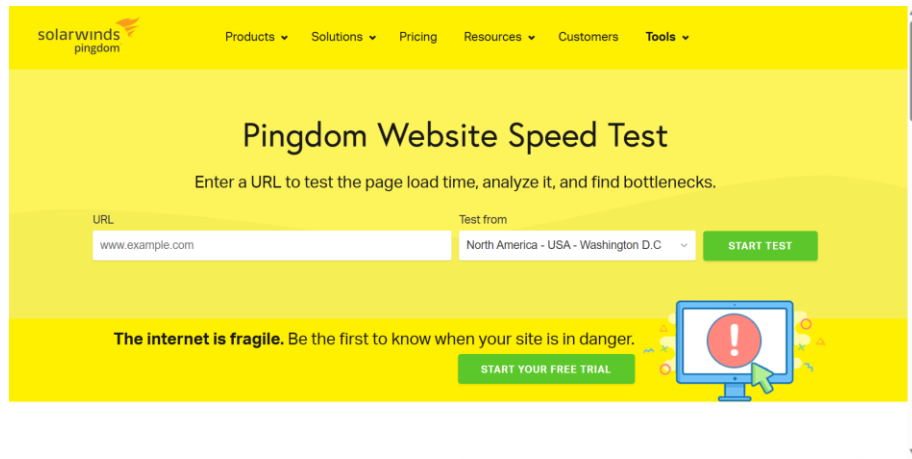 solarwinds
pingdom
Products Solutions Pricing Resources Customers Tools
Pingdom Website Speed Test
Enter a URL to test the page load time, analyze it, and find bottlenecks.
URL Test from
www.example.com North America - USA - Washington D.C START TEST
The internet is fragile. Be the first to know when your site is in danger.
START YOUR FREE TRIAL
!